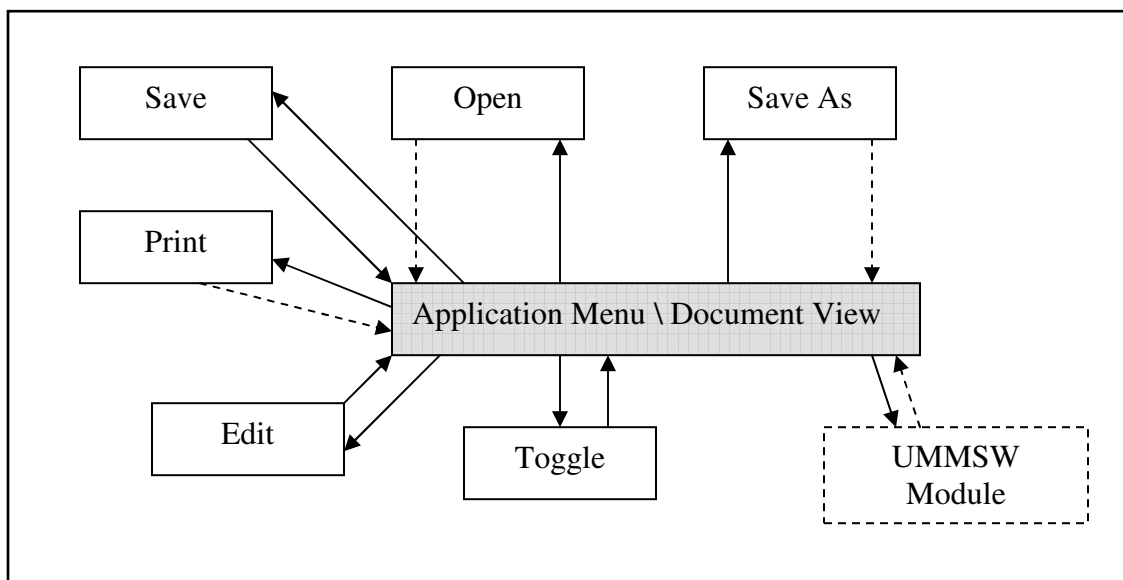 Save
Open
Save As
Print
Application Menu \ Document View
Edit
Toggle
UMMSW
Module